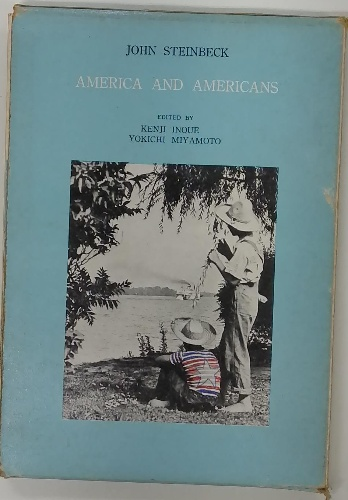 JOHN STEINBECK
AMERICA AND AMERICANS
EDITED BY
KENJI INOUE
YOKICHI MIYAMOTO